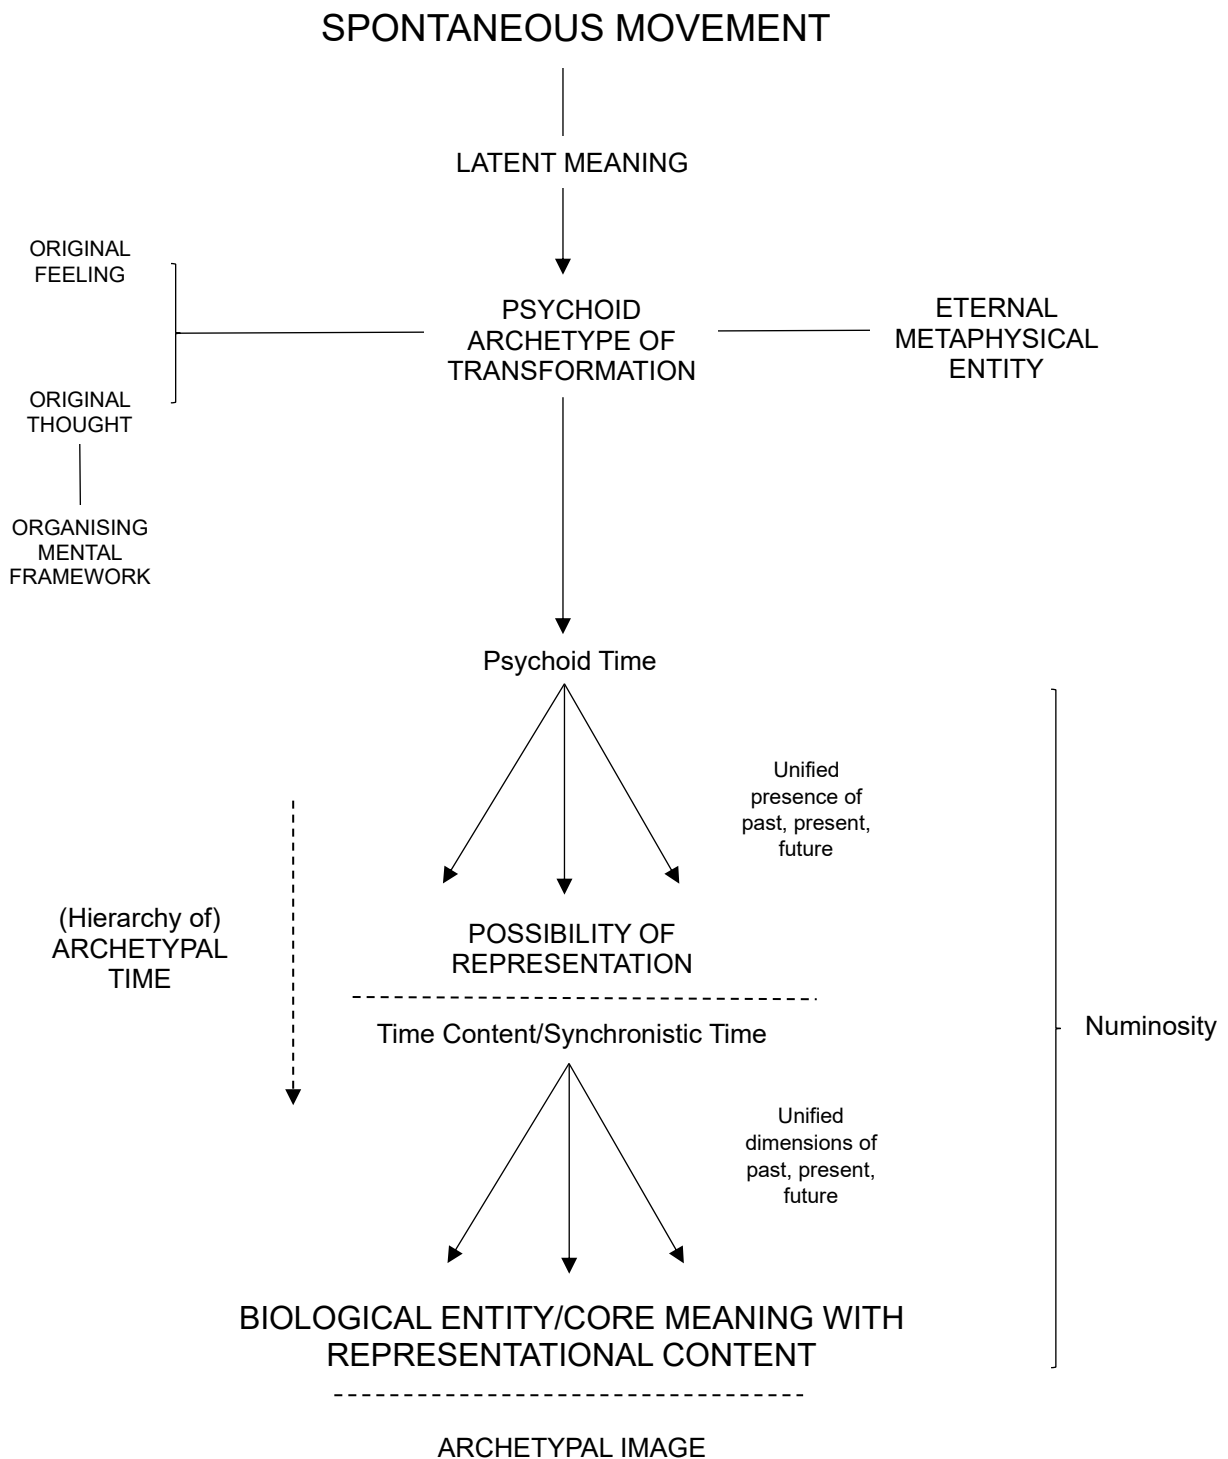 SPONTANEOUS MOVEMENT
LATENT MEANING
ORIGINAL
FEELING
PSYCHOID
ARCHETYPE OF
TRANSFORMATION
ETERNAL
METAPHYSICAL
ENTITY
ORIGINAL
THOUGHT
ORGANISING
MENTAL
FRAMEWORK
Psychoid Time
Unified
presence of
past, present,
future
(Hierarchy of)
ARCHETYPAL
TIME
POSSIBILITY OF
REPRESENTATION
Time Content/Synchronistic Time
Numinosity
Unified
dimensions of
past, present,
future
BIOLOGICAL ENTITY/CORE MEANING WITH
REPRESENTATIONAL CONTENT
ARCHETYPAL IMAGE